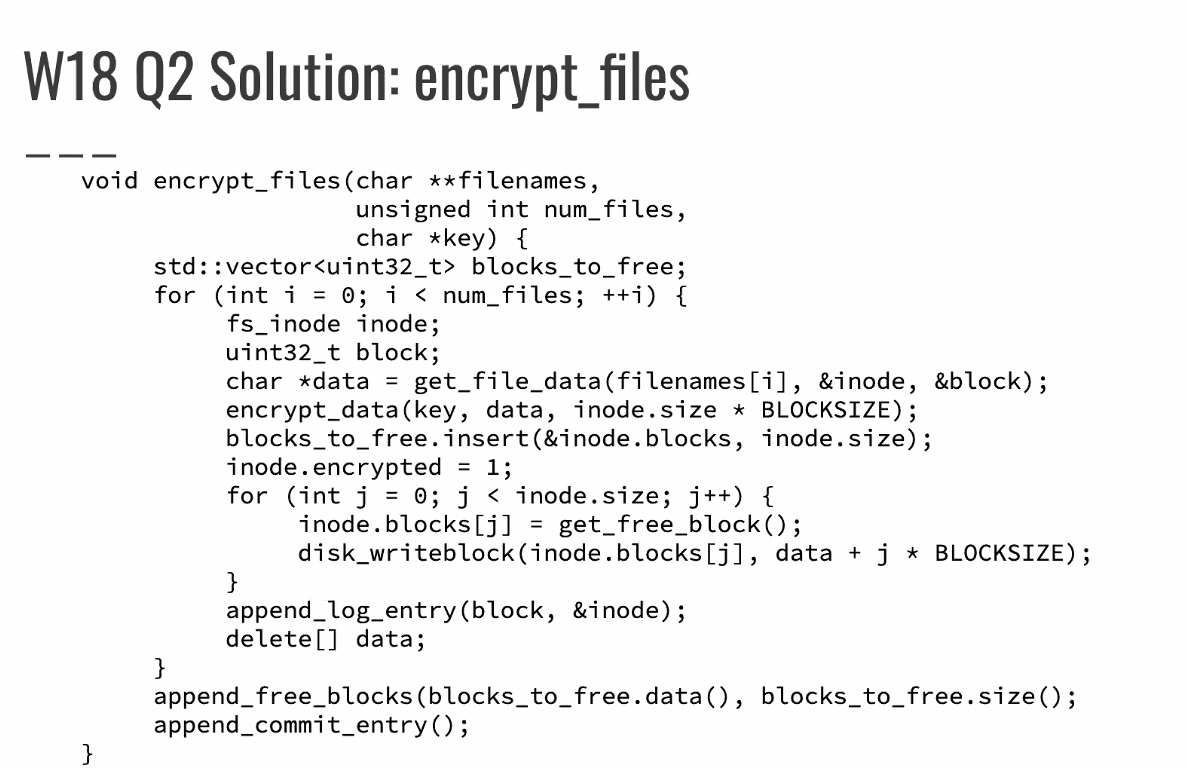 W18 Q2 Solution: encrypt_files
void encrypt_files(char **filenames,
unsigned int num_files,
char *key) {
std::vector<uint32_t> blocks_to_free;
for (int i = 0; i < num_files; ++i) {
fs_inode inode;
uint32_t block;
char *data = get_file_data(filenames[i], &inode, &block);
encrypt_data(key, data, inode.size * BLOCKSIZE);
blocks_to_free.insert(&inode.blocks, inode.size);
inode.encrypted = 1;
for (int j = 0; j < inode.size; j++) {
inode.blocks[j] = get_free_block();
disk_writeblock(inode.blocks[j], data + j * BLOCKSIZE);
}
append_log_entry(block, &inode);
delete[] data;
}
append_free_blocks(blocks_to_free.data(), blocks_to_free.size();
append_commit_entry();
}